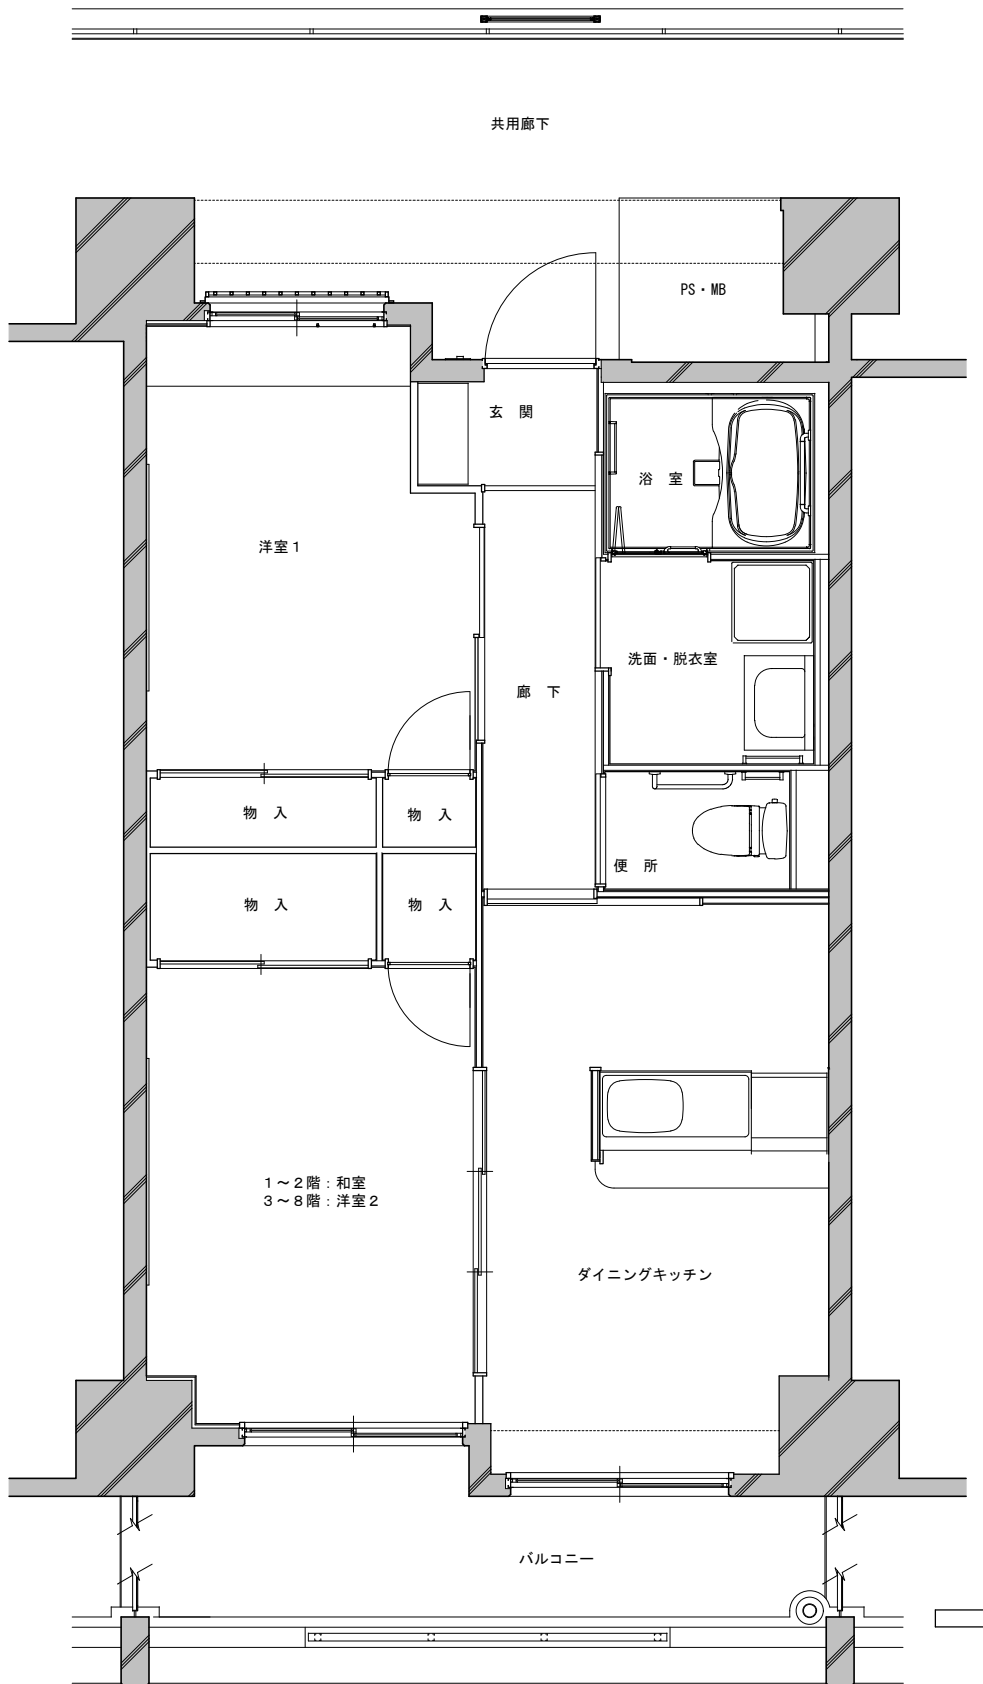 共用廊下
PS・MB
玄　関
浴　室
洋室１
洗面・脱衣室
廊　下
物　入
物　入
便　所
物　入
物　入
１～２階：和室
３～８階：洋室２
ダイニングキッチン
バルコニー